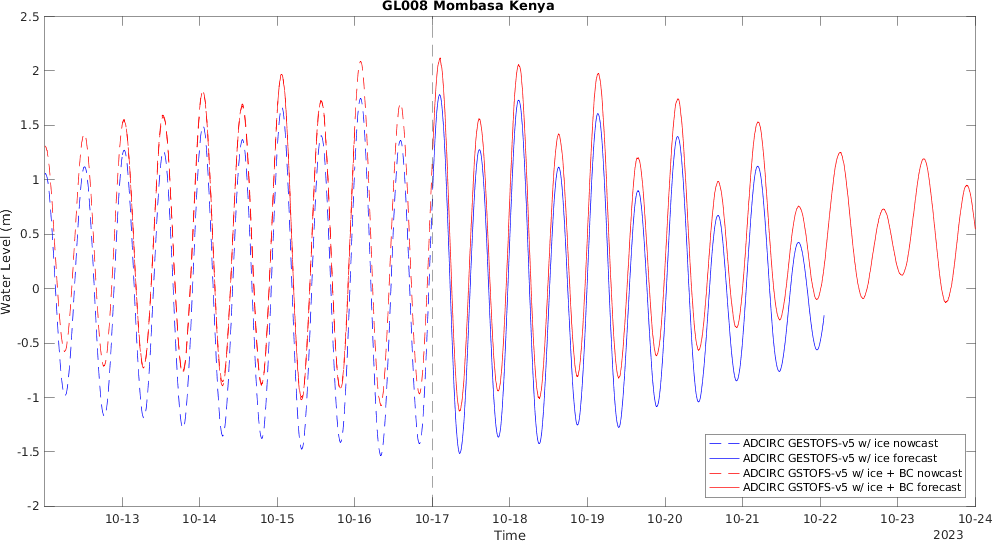 GL008 Mombasa Kenya
2.5
2
1.5
1
0.5
0
-0.5
-1
-1.5
-2
Water Level (m)
10-13 10-14 10-15 10-16 10-17 10-18 10-19 10-20 10-21 10-22 10-23 10-24
Time
2023
ADCIRC GESTOFS-v5 w/ ice nowcast
ADCIRC GESTOFS-v5 w/ ice forecast
ADCIRC GSTOFS-v5 w/ ice + BC nowcast
ADCIRC GSTOFS-v5 w/ ice + BC forecast